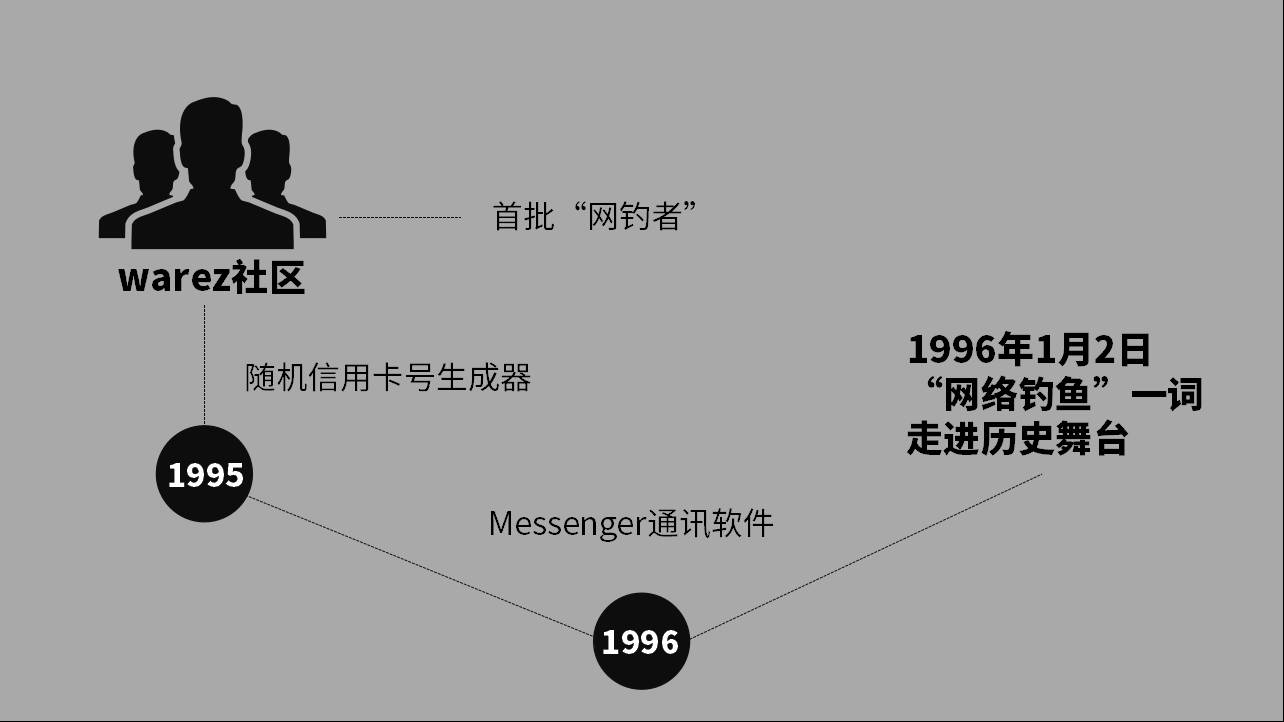 首批“网钓者”
warez社区
随机信用卡号生成器
1996年1月2日
“网络钓鱼”一词
走进历史舞台
1995
Messenger通讯软件
1996